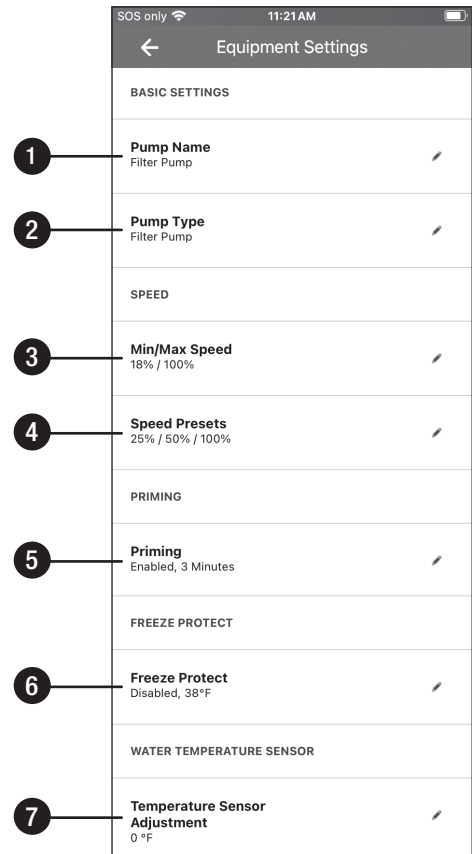 SOS only 11:21 AM
Equipment Settings
BASIC SETTINGS
1 Pump Name
Filter Pump
2 Pump Type
Filter Pump
SPEED
3 Min/Max Speed
18% / 100%
4 Speed Presets
25% / 50% / 100%
PRIMING
5 Priming
Enabled, 3 Minutes
FREEZE PROTECT
6 Freeze Protect
Disabled, 38°F
WATER TEMPERATURE SENSOR
7 Temperature Sensor
Adjustment
0 °F